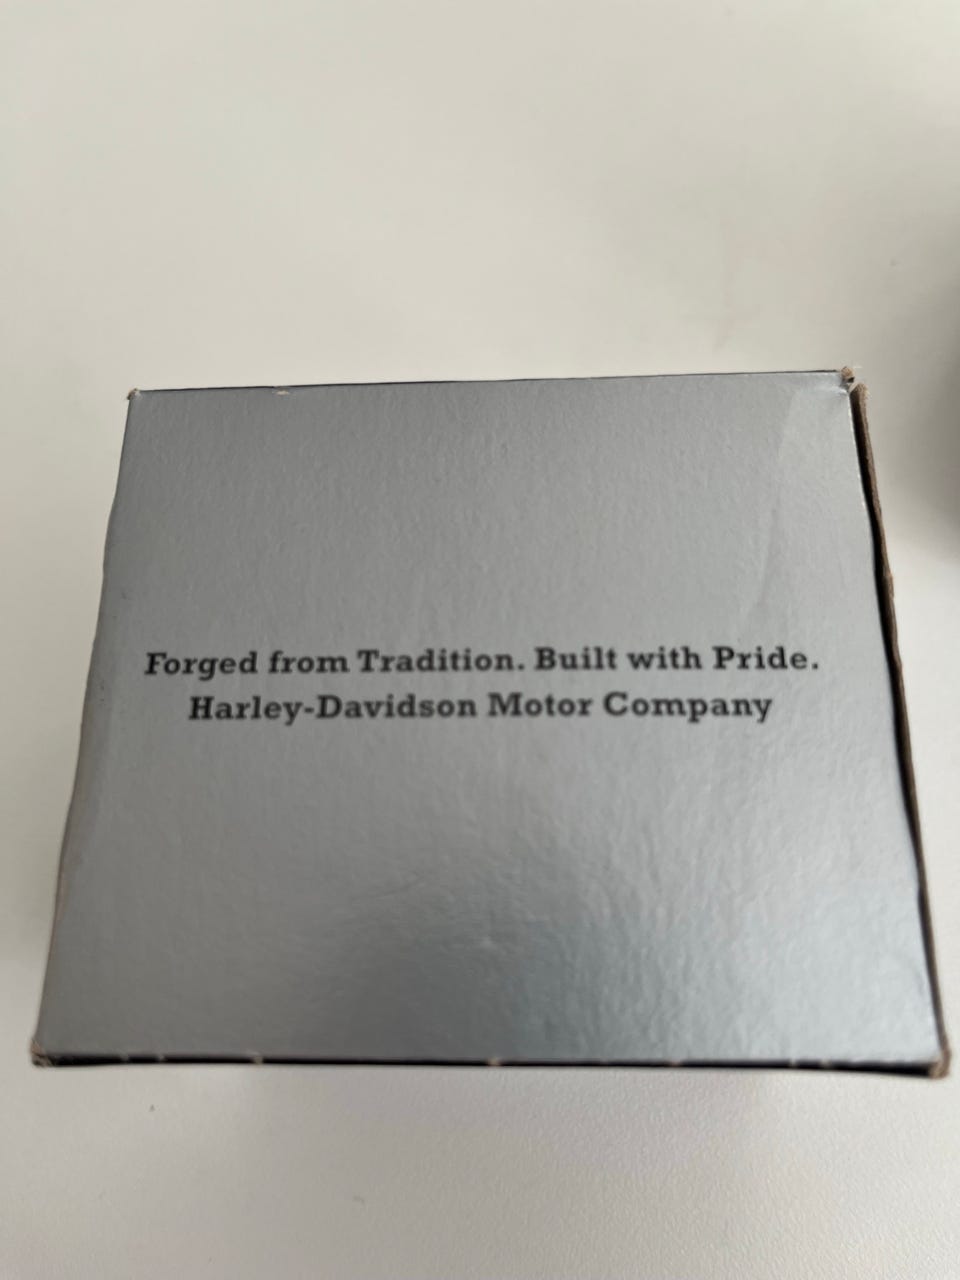 Forged from Tradition. Built with Pride.
Harley-Davidson Motor Company